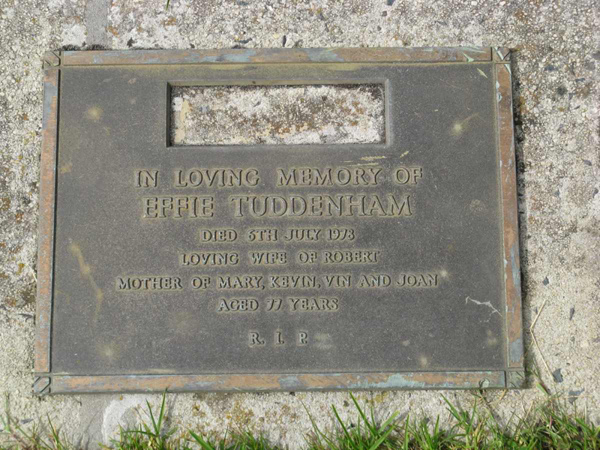 IN LOVING MEMORY OF
EFFIE TUDDENHAM
DIED 5TH JULY 1978
LOVING WIFE OF ROBERT
MOTHER OF MARY, KEVIN, VIN AND JOAN
AGED 77 YEARS
R. I. P.